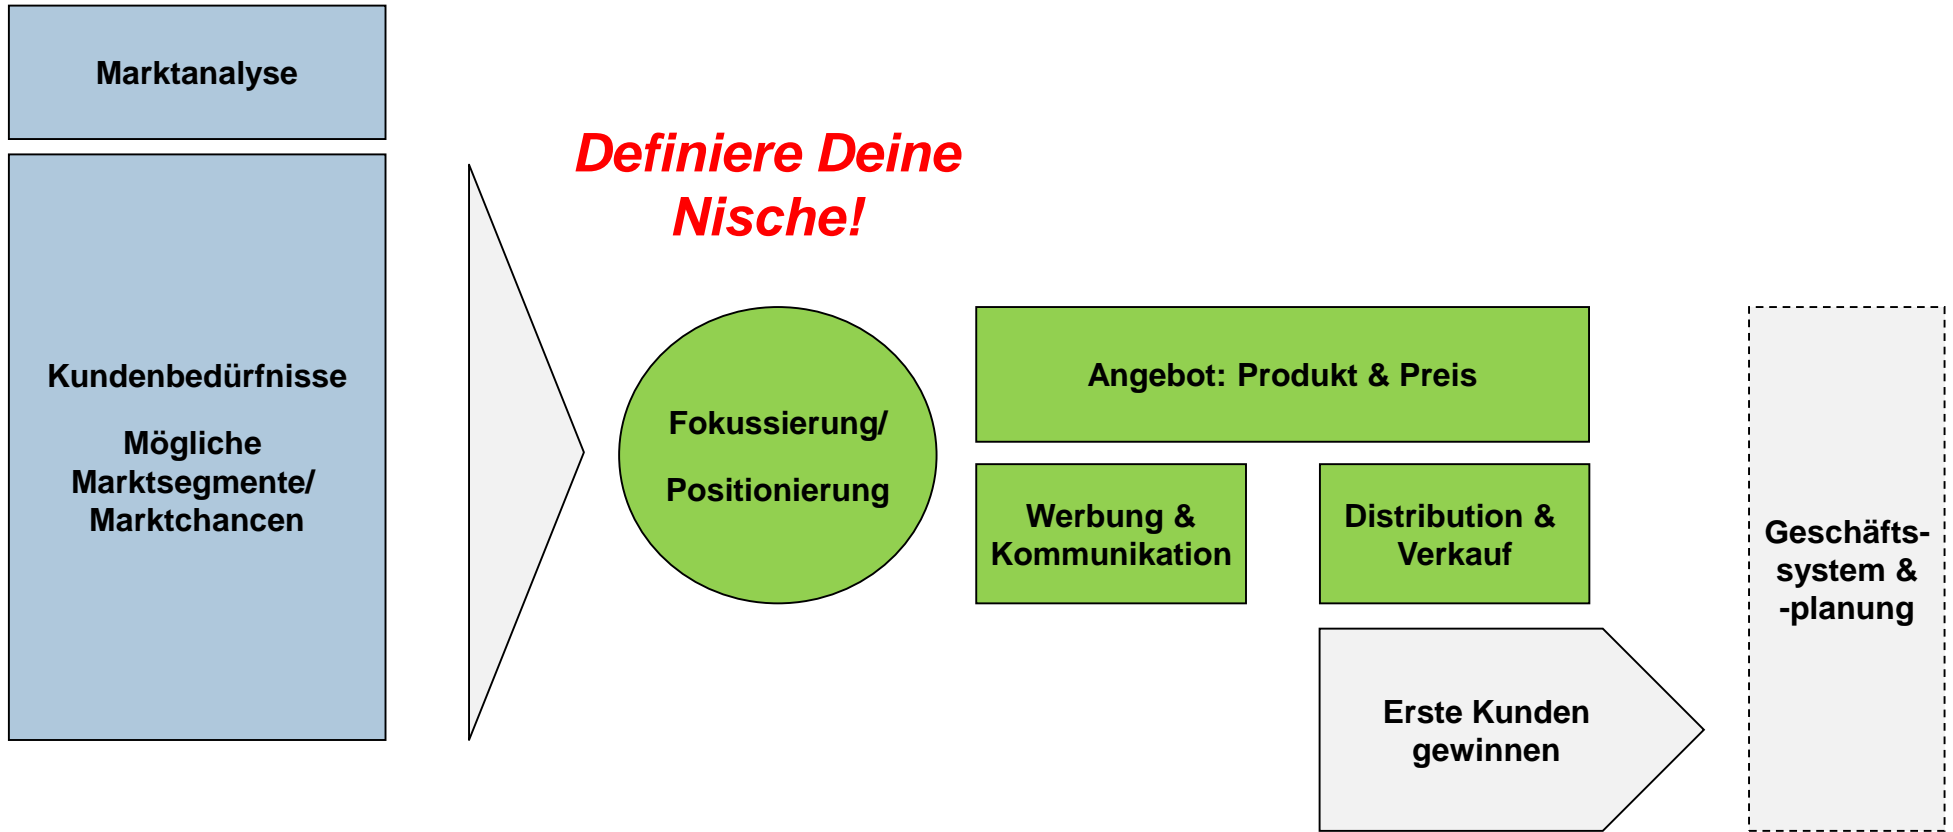 Marktanalyse
Kundenbedürfnisse
Mögliche
Marktsegmente/
Marktchancen
Definiere Deine
Nische!
Fokussierung/
Positionierung
Angebot: Produkt & Preis
Werbung &
Kommunikation
Distribution &
Verkauf
Erste Kunden
gewinnen
Geschäfts-
system &
-planung